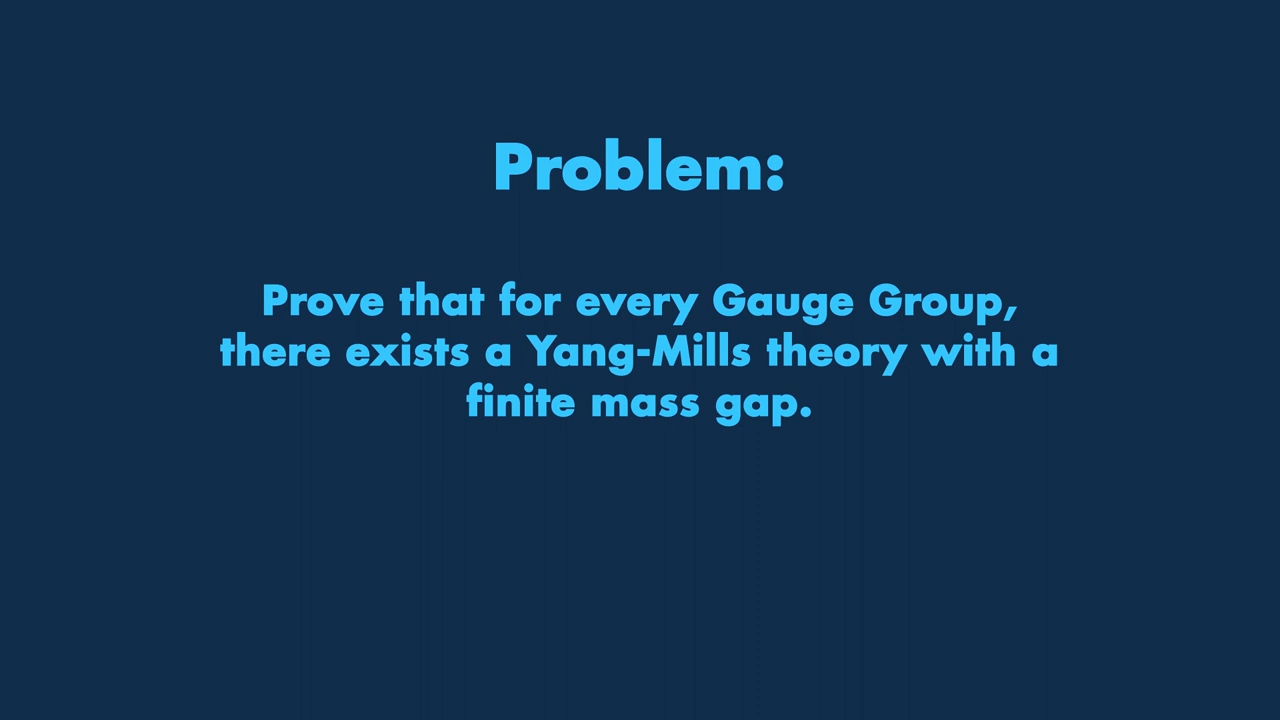 Problem:
Prove that for every Gauge Group,
there exists a Yang-Mills theory with a
finite mass gap.